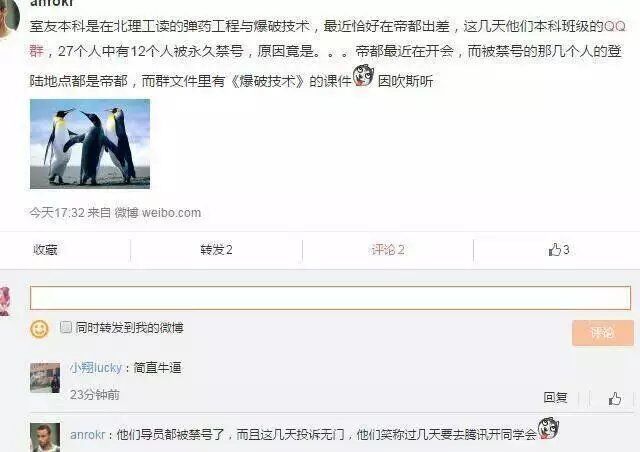 anrokr
室友本科是在北理工读的弹药工程与爆破技术，最近恰好在帝都出差，这几天他们本科班级的QQ
群，27个人中有12个人被永久禁号，原因竟是。。。帝都最近在开会，而被禁号的那几个人的登
陆地点都是帝都，而群文件里有《爆破技术》的课件 因吹斯听
今天17:32 来自 微博 weibo.com
收藏 转发2 评论2 3
同时转发到我的微博 评论
小翔lucky：简直牛逼
23分钟前 回复
anrokr：他们导员都被禁号了，而且这几天投诉无门，他们笑称过几天要去腾讯开同学会